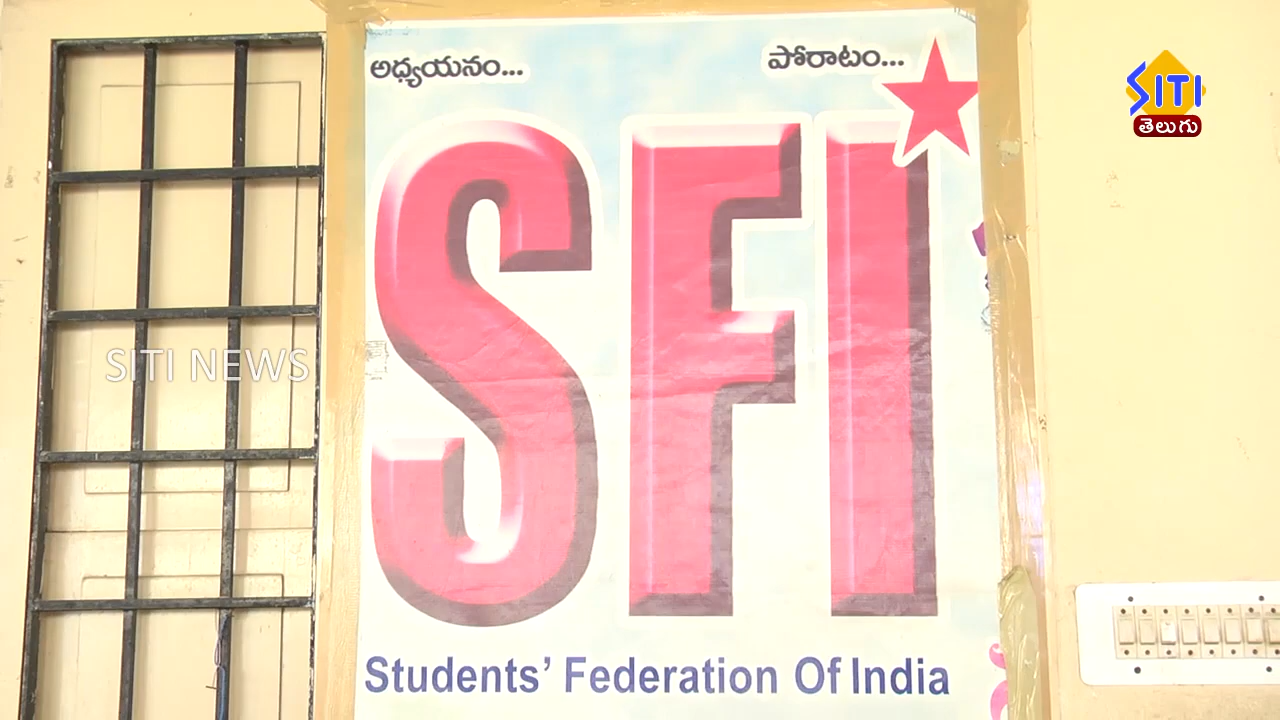 అధ్యయనం... పోరాటం...
SITI
తెలుగు
SFI
SITI NEWS
Students' Federation Of India